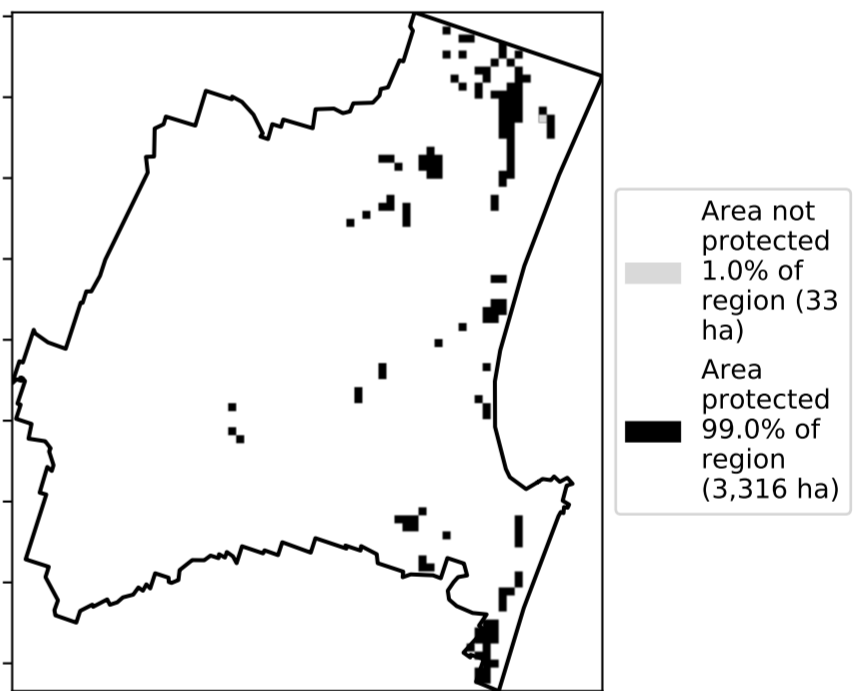 Area not
protected
1.0% of
region (33
ha)
Area
protected
99.0% of
region
(3,316 ha)